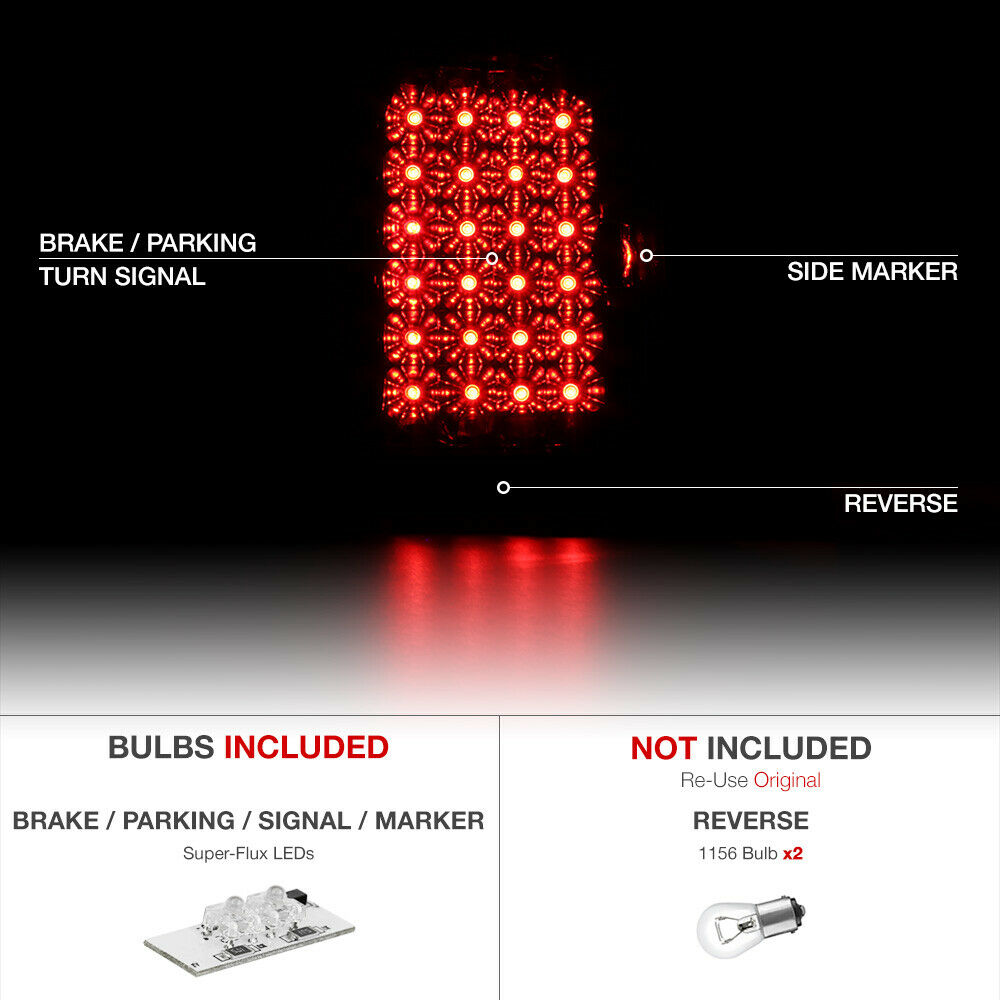 BRAKE / PARKING
TURN SIGNAL
SIDE MARKER
REVERSE
BULBS INCLUDED
BRAKE / PARKING / SIGNAL / MARKER
Super-Flux LEDs
NOT INCLUDED
Re-Use Original
REVERSE
1156 Bulb x2